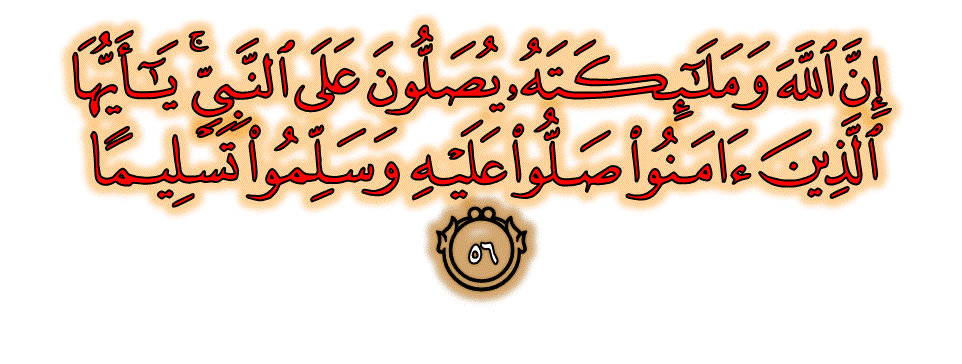 إِنَّ ٱللَّهَ وَمَلَـٰٓئِكَتَهُۥ يُصَلُّونَ عَلَى ٱلنَّبِىِّ ۚ يَـٰٓأَيُّهَا
ٱلَّذِينَ ءَامَنُوا۟ صَلُّوا۟ عَلَيْهِ وَسَلِّمُوا۟ تَسْلِيمًا
٥٦